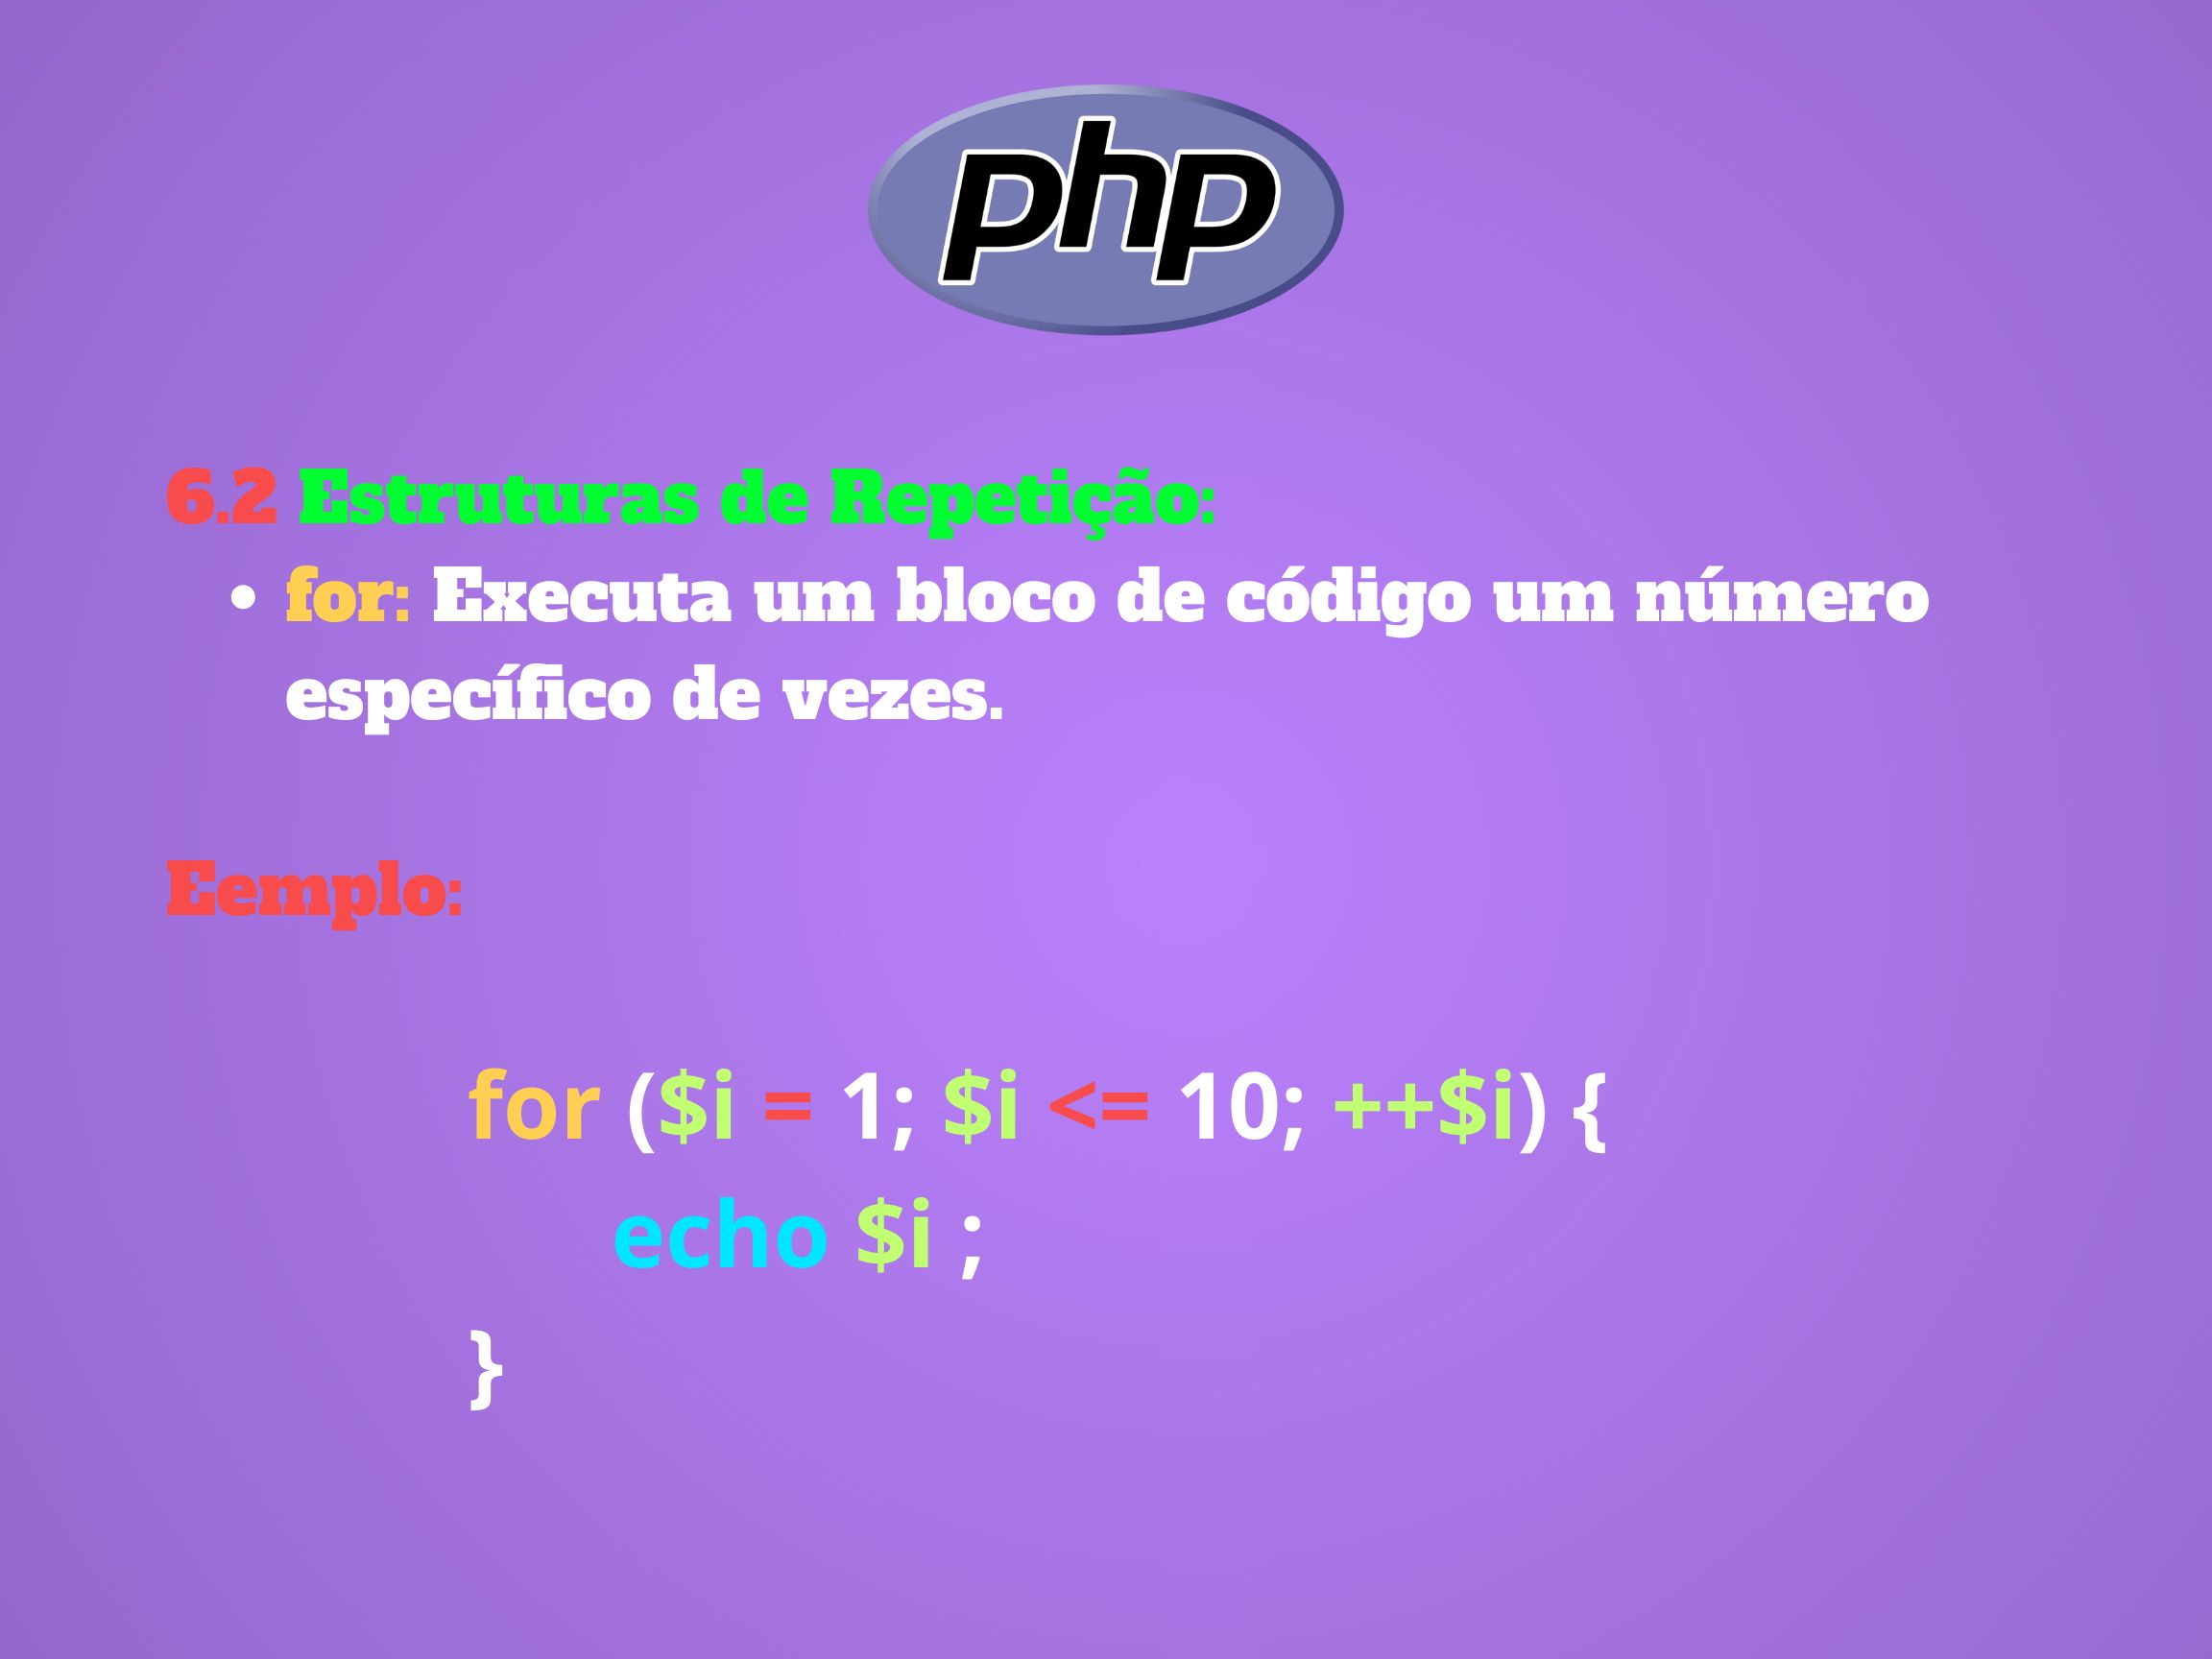 php
6.2 Estruturas de Repetição:
• for: Executa um bloco de código um número
específico de vezes.
Eemplo:
for ($i = 1; $i <= 10; ++$i) {
echo $i ;
}